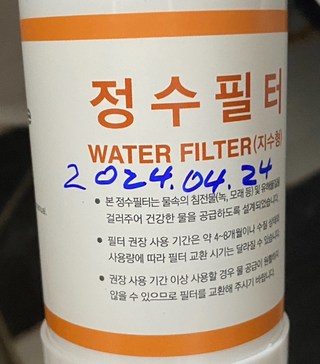 정수필터
WATER FILTER(지수형)
2024.04.24
• 본 정수필터는 물속의 침전물(녹, 모래 등) 및 유해물질을
걸러주어 건강한 물을 공급하도록 설계되었습니다.
• 필터 권장 사용 기간은 약 4~8개월이나 수질 상태와
사용량에 따라 필터 교환 시기는 달라질 수 있습니다.
• 권장 사용 기간 이상 사용할 경우 물 공급이 원활하지
않을 수 있으므로 필터를 교환해 주시기 바랍니다.